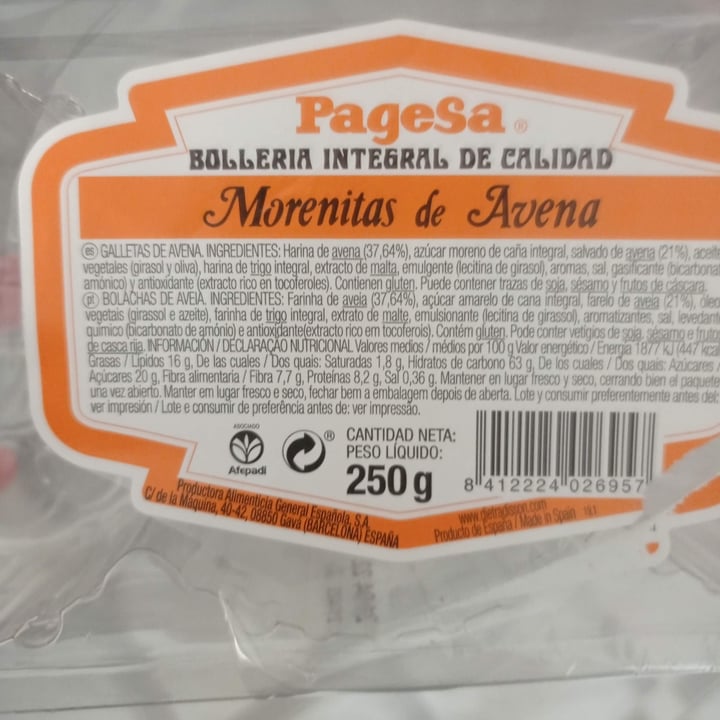 PageSa ®
BOLLERIA INTEGRAL DE CALIDAD
Morenitas de Avena
es GALLETAS DE AVENA. INGREDIENTES: Harina de avena (37,64%), azúcar moreno de caña integral, salvado de avena (21%), aceite
vegetales (girasol y oliva), harina de trigo integral, extracto de malta, emulgente (lecitina de girasol), aromas, sal, gasificante (bicarbona
amónico) y antioxidante (extracto rico en tocoferoles). Contienen gluten. Puede contener trazas de soja, sésamo y frutos de cáscara.
pt BOLACHAS DE AVEIA. INGREDIENTES: Farinha de aveia (37,64%), açúcar amarelo de cana integral, farelo de aveia (21%), óleo
vegetais (girassol e azeite), farinha de trigo integral, extrato de malte, emulsionante (lecitina de girassol), aromatizantes, sal, levedant
químico (bicarbonato de amónio) e antioxidante(extracto rico em tocoferois). Contém gluten. Pode conter vetigios de soja, sésamo e fruto
de casca rija. INFORMACIÓN / DECLARAÇÃO NUTRICIONAL Valores medios / médios por 100 g Valor energético / Energia 1877 KJ (447 kcal
Grasas / Lípidos 16 g, De las cuales / Dos quais: Saturadas 1,8 g, Hidratos de carbono 63 g, De los cuales / Dos quais: Azúcares /
Açúcares 20 g, Fibra alimentaria / Fibra 7,7 g, Proteínas 8,2 g, Sal 0,36 g. Mantener en lugar fresco y seco, cerrando bien el paquete
una vez abierto. Manter em lugar fresco e seco, fechar bem a embalagem depois de aberta. Lote y consumir preferentemente antes del:
ver impresión / Lote e consumir de preferência antes de: ver impressão.
ASOCIADO
Afepadi
®
CANTIDAD NETA:
PESO LÍQUIDO:
250 g
8 412224 026957
Productora Alimenticia General Española, S.A.
C/ de la Máquina, 40-42, 08850 Gavá (BARCELONA) ESPAÑA
www.dietradisson.com
Producto de España / Made in Spain